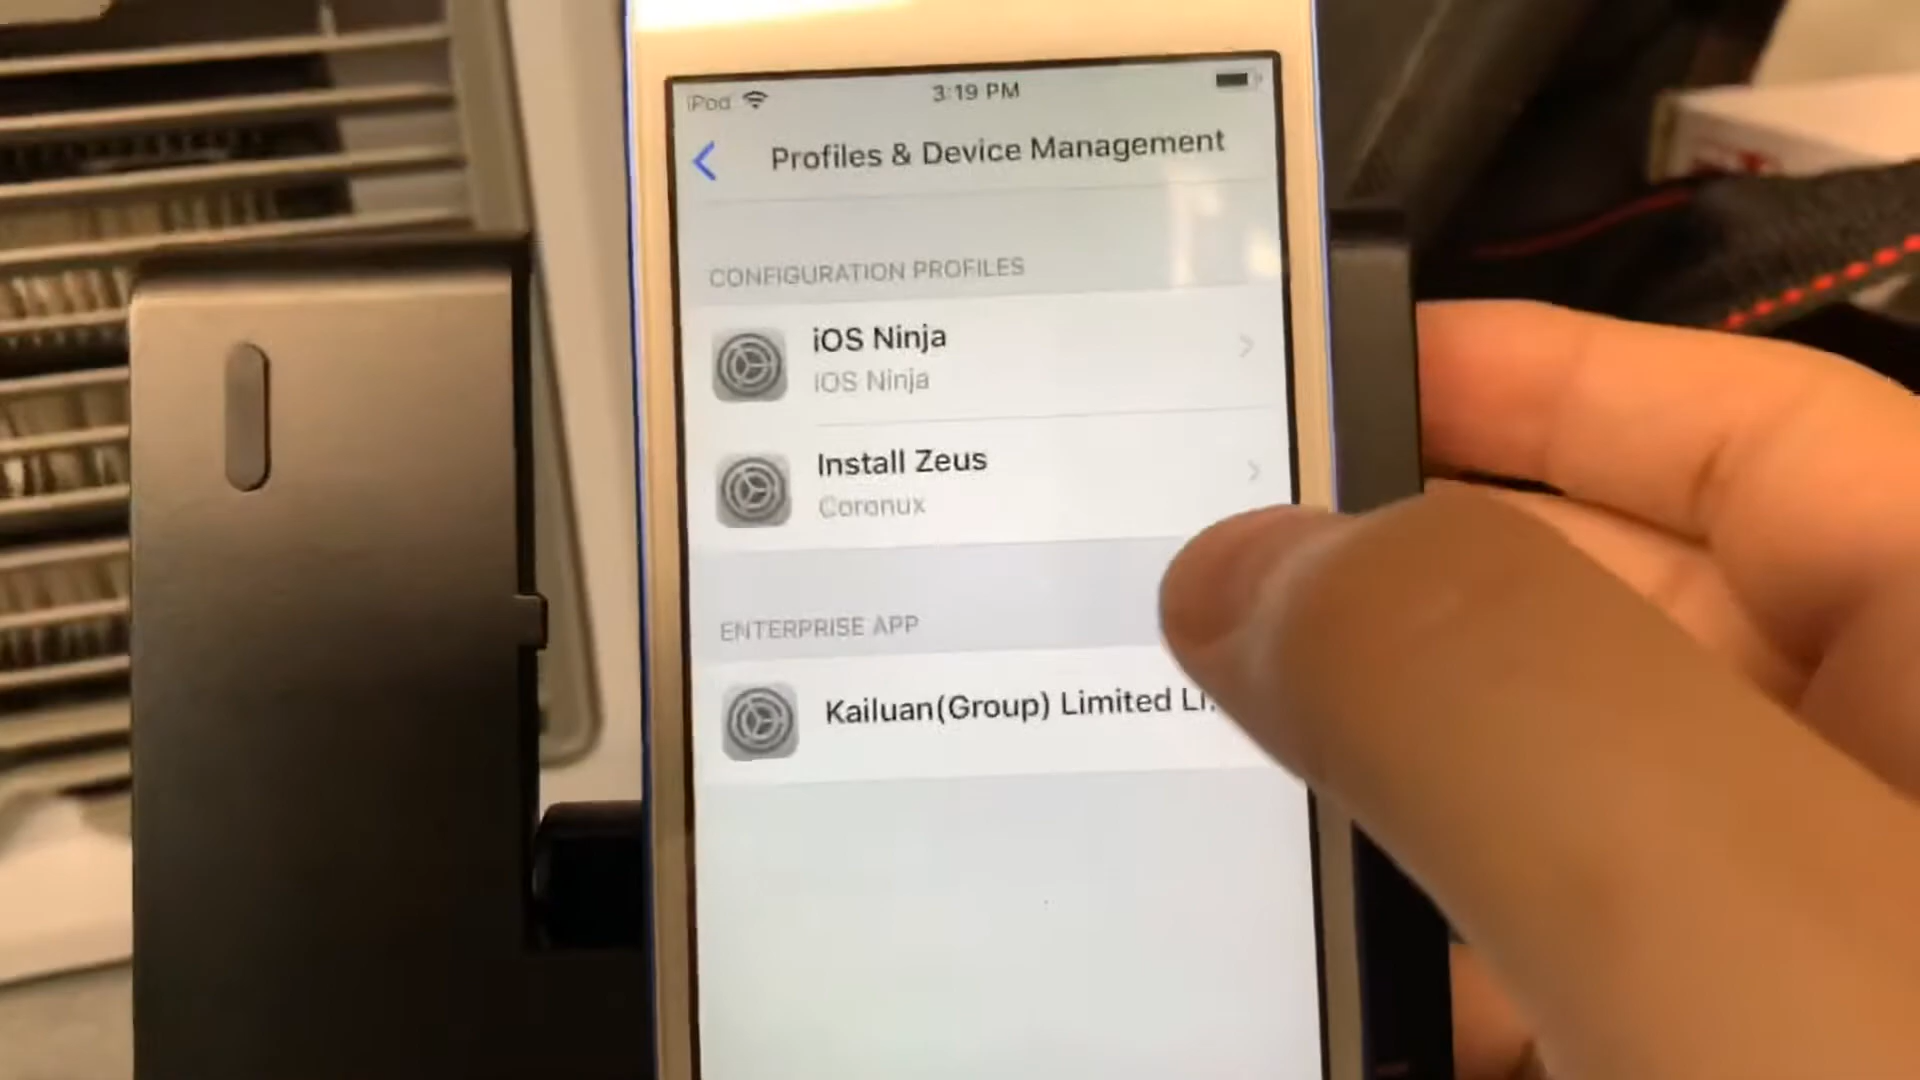 iPod 3:19 PM
Profiles & Device Management
CONFIGURATION PROFILES
iOS Ninja
iOS Ninja
Install Zeus
Coronux
ENTERPRISE APP
Kailuan(Group) Limited Li.